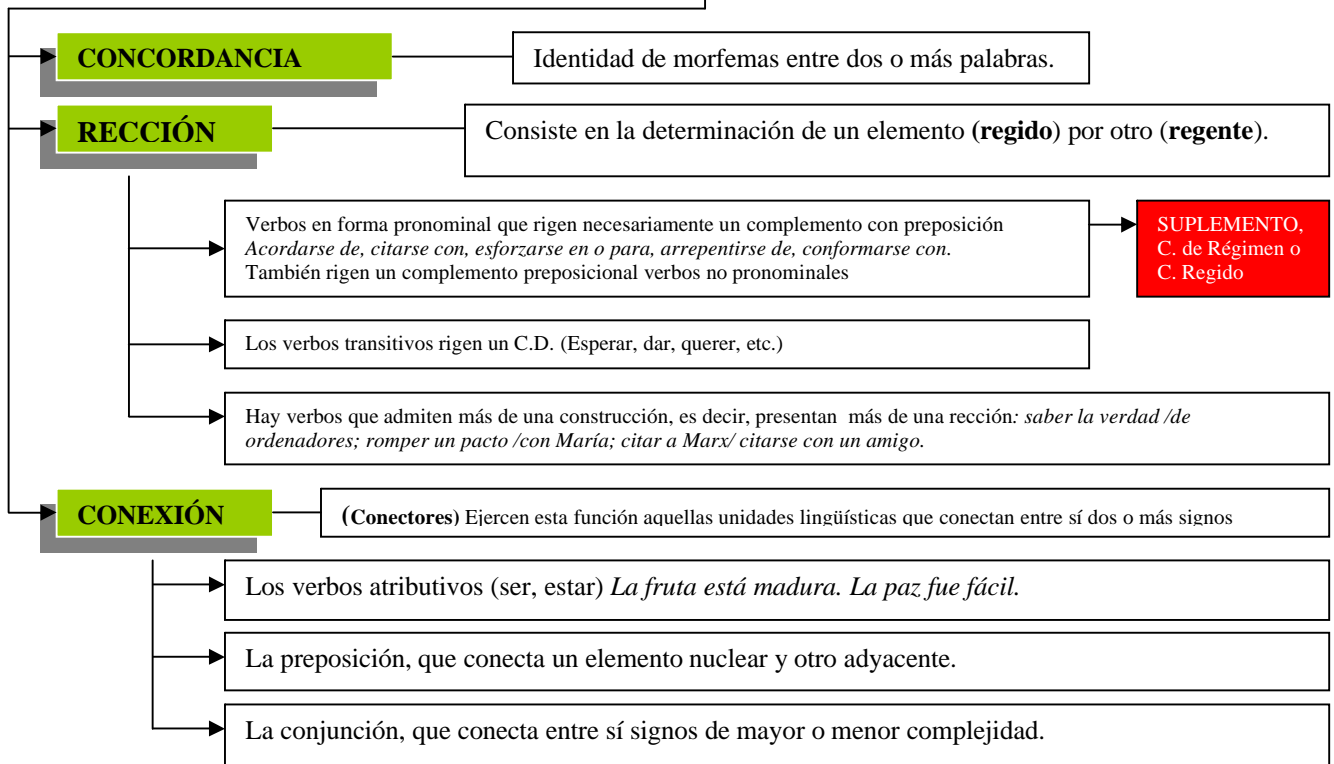 CONCORDANCIA
Identidad de morfemas entre dos o más palabras.
RECCIÓN
Consiste en la determinación de un elemento (regido) por otro (regente).
Verbos en forma pronominal que rigen necesariamente un complemento con preposición
Acordarse de, citarse con, esforzarse en o para, arrepentirse de, conformarse con.
También rigen un complemento preposicional verbos no pronominales
SUPLEMENTO,
C. de Régimen o
C. Regido
Los verbos transitivos rigen un C.D. (Esperar, dar, querer, etc.)
Hay verbos que admiten más de una construcción, es decir, presentan más de una rección: saber la verdad /de
ordenadores; romper un pacto /con María; citar a Marx/ citarse con un amigo.
CONEXIÓN
(Conectores) Ejercen esta función aquellas unidades lingüísticas que conectan entre sí dos o más signos
Los verbos atributivos (ser, estar) La fruta está madura. La paz fue fácil.
La preposición, que conecta un elemento nuclear y otro adyacente.
La conjunción, que conecta entre sí signos de mayor o menor complejidad.